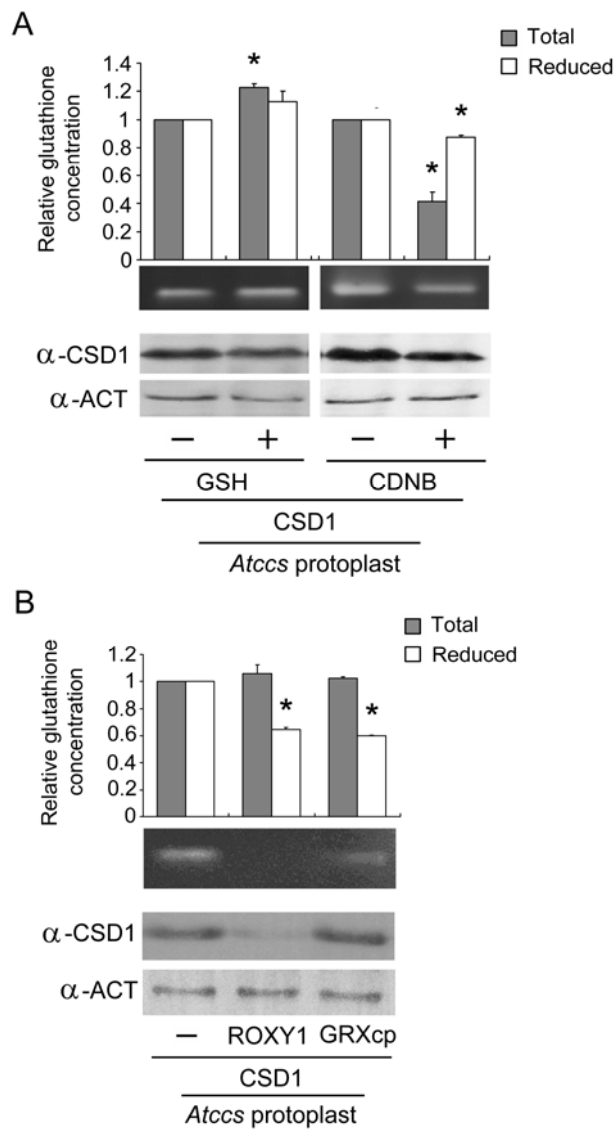 A
Total
Reduced
Relative glutathione
concentration
1.4
1.2
1
0.8
0.6
0.4
0.2
0
*
*
*
α-CSD1
α-ACT
− + − +
GSH CDNB
CSD1
Atccs protoplast
B
Total
Reduced
Relative glutathione
concentration
1.2
1
0.8
0.6
0.4
0.2
0
*
*
α-CSD1
α-ACT
− ROXY1 GRXcp
CSD1
Atccs protoplast